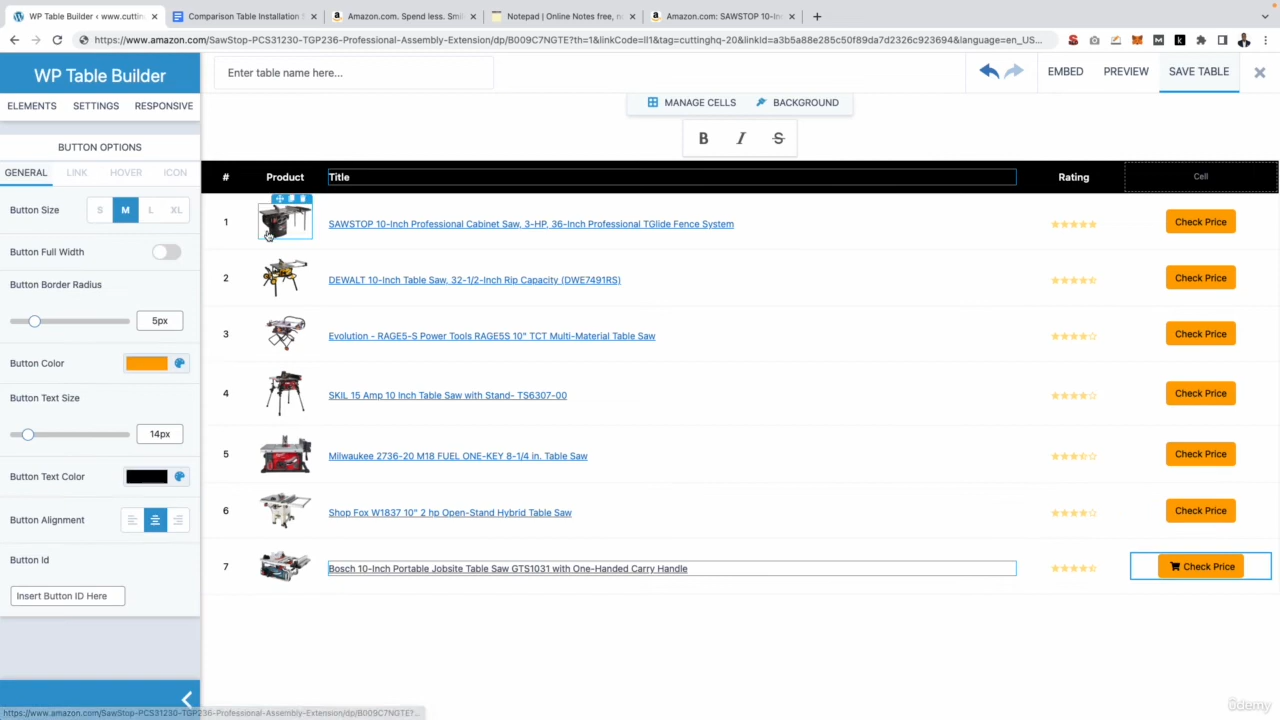 WP Table Builder ‹ www.cutting
Comparison Table Installation
Amazon.com. Spend less. Smil
Notepad | Online Notes free, n
Amazon.com: SAWSTOP 10-In
https://www.amazon.com/SawStop-PCS31230-TGP236-Professional-Assembly-Extension/dp/B009C7NGTE?th=1&linkCode=ll1&tag=cuttinghq-20&linkId=a3b5a88e285c50f89da7d2326c923694&language=en_US...
WP Table Builder
Enter table name here...
EMBED
PREVIEW
SAVE TABLE
ELEMENTS
SETTINGS
RESPONSIVE
MANAGE CELLS
BACKGROUND
B I S
BUTTON OPTIONS
GENERAL
LINK
HOVER
ICON
# Product Title Rating Cell
Button Size
S M L XL
1 SAWSTOP 10-Inch Professional Cabinet Saw, 3-HP, 36-Inch Professional TGlide Fence System Check Price
Button Full Width
2 DEWALT 10-Inch Table Saw, 32-1/2-Inch Rip Capacity (DWE7491RS) Check Price
Button Border Radius
5px
3 Evolution - RAGE5-S Power Tools RAGE5S 10" TCT Multi-Material Table Saw Check Price
Button Color
4 SKIL 15 Amp 10 Inch Table Saw with Stand- TS6307-00 Check Price
Button Text Size
14px
5 Milwaukee 2736-20 M18 FUEL ONE-KEY 8-1/4 in. Table Saw Check Price
Button Text Color
6 Shop Fox W1837 10" 2 hp Open-Stand Hybrid Table Saw Check Price
Button Alignment
7 Bosch 10-Inch Portable Jobsite Table Saw GTS1031 with One-Handed Carry Handle Check Price
Button Id
Insert Button ID Here
https://www.amazon.com/SawStop-PCS31230-TGP236-Professional-Assembly-Extension/dp/B009C7NGTE?...
ûdemy